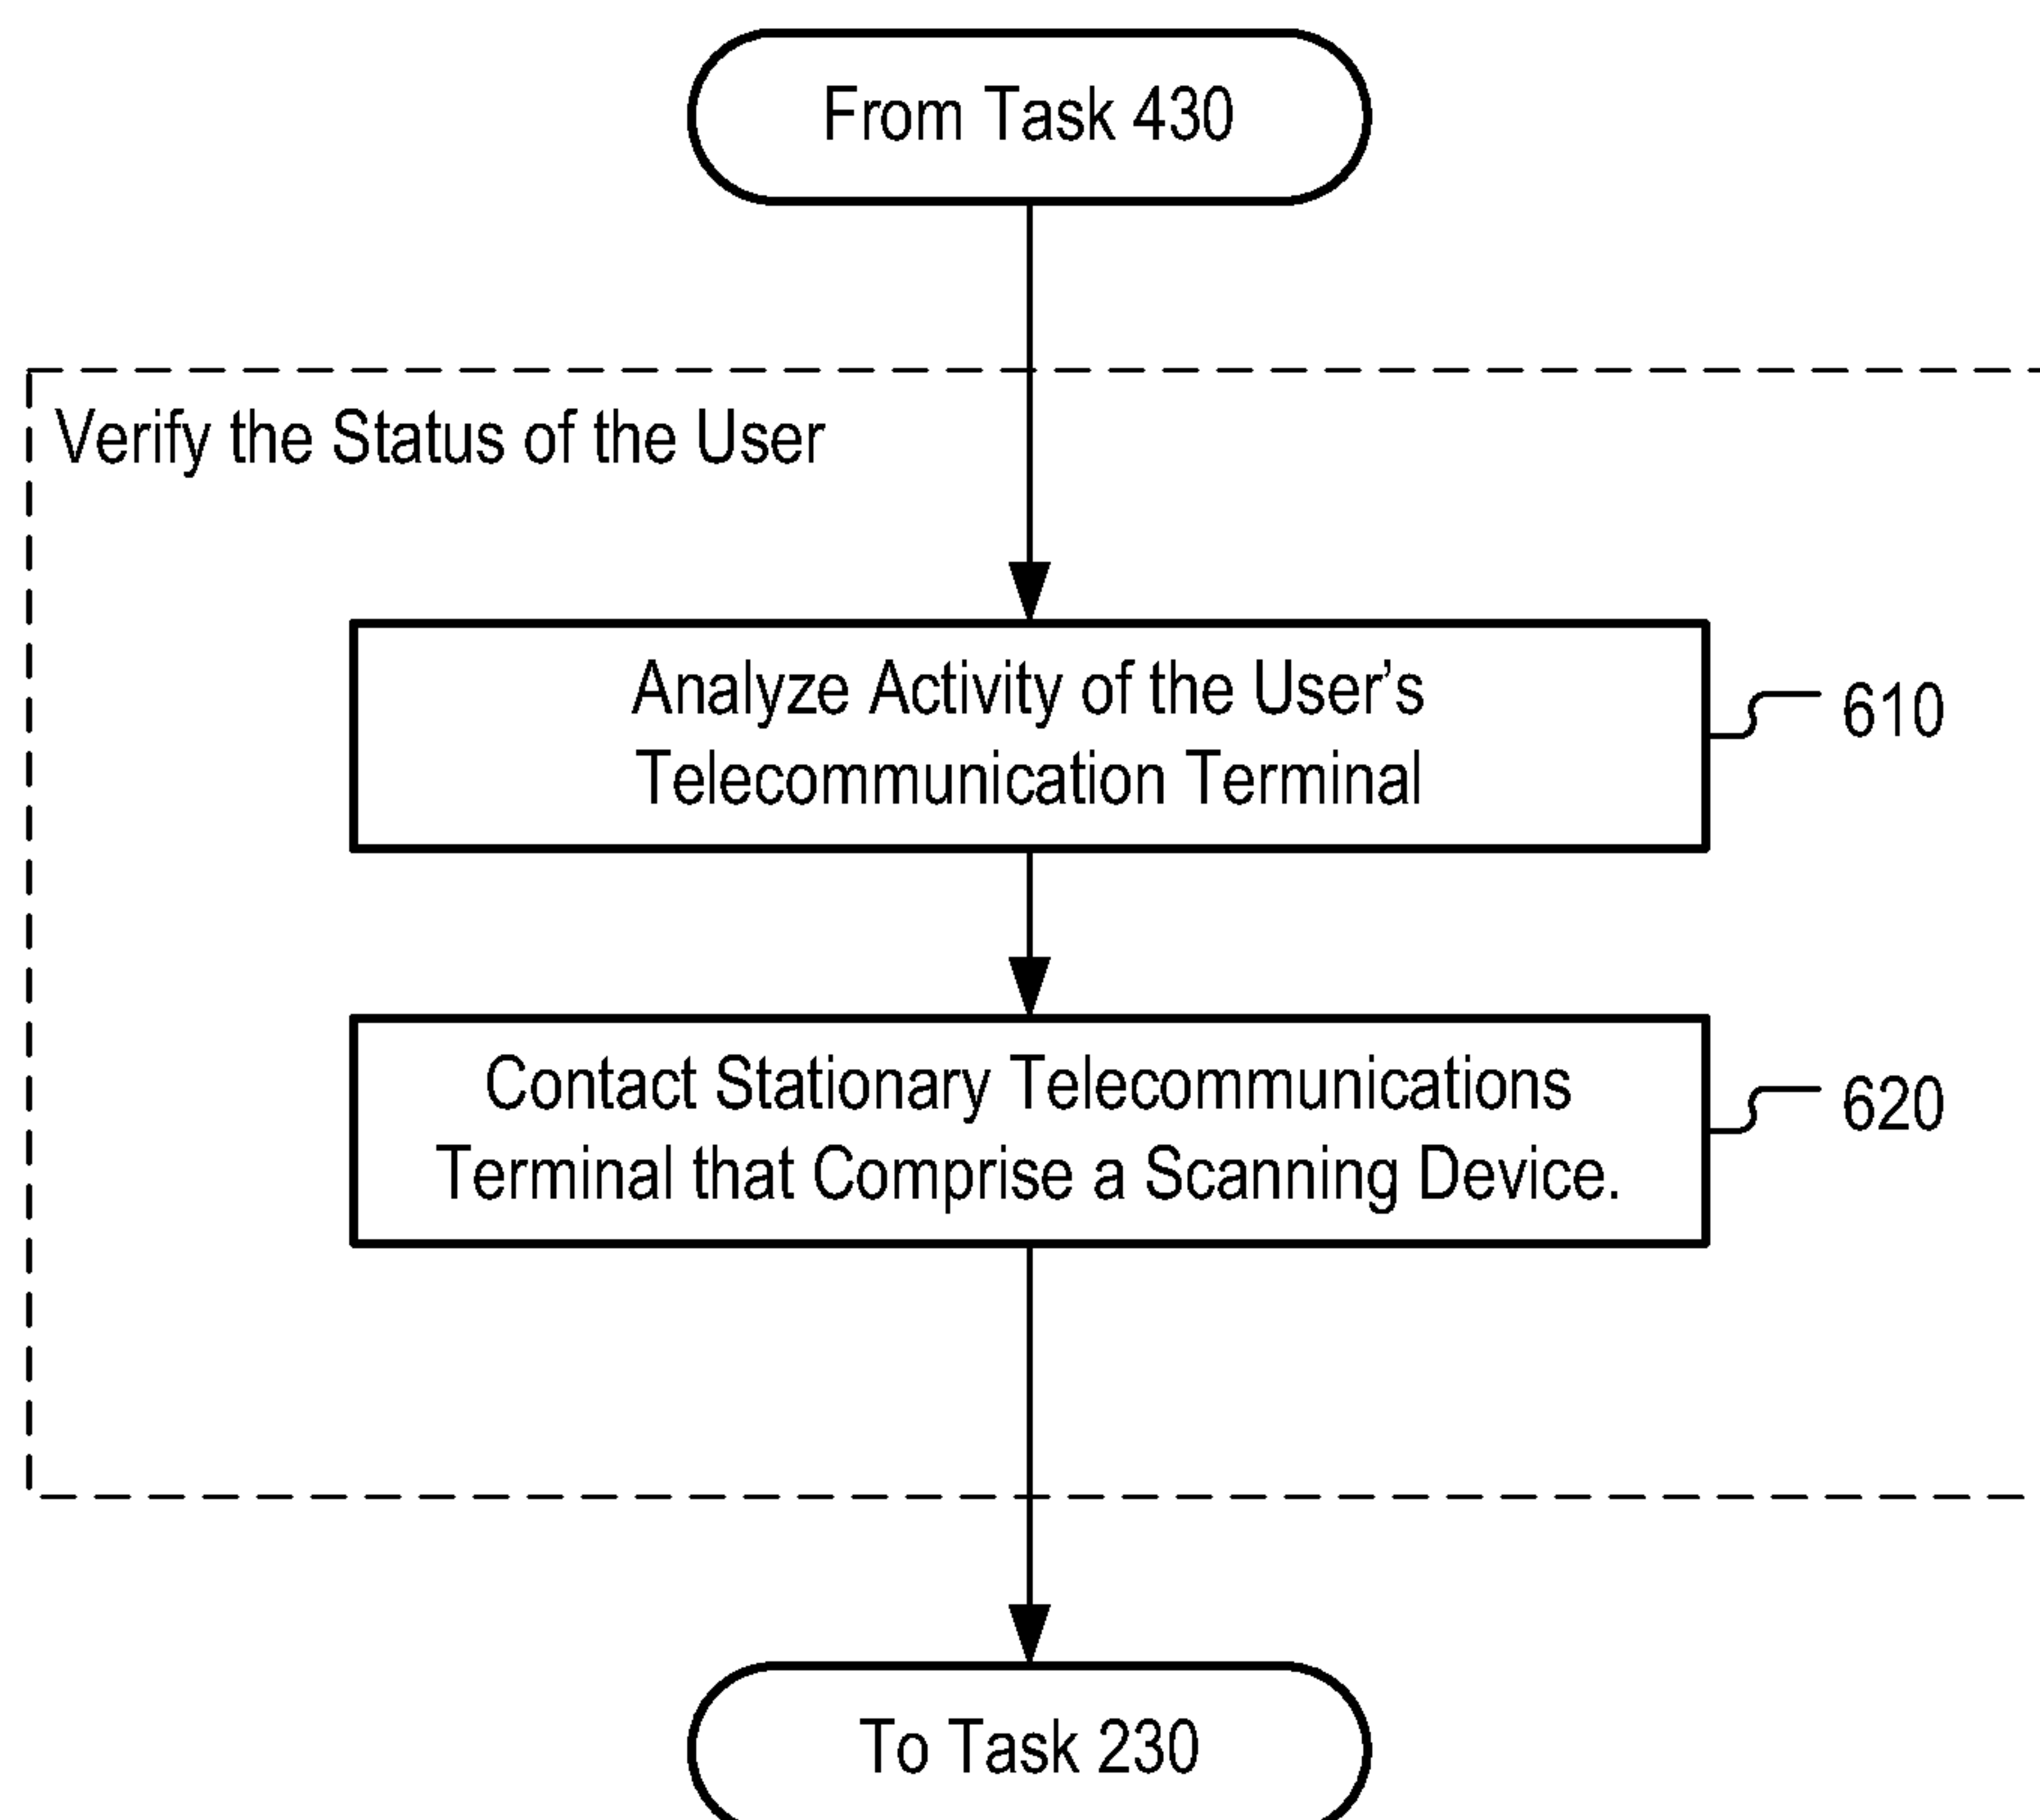 From Task 430
Verify the Status of the User
Analyze Activity of the User's
Telecommunication Terminal
610
Contact Stationary Telecommunications
Terminal that Comprise a Scanning Device.
620
To Task 230